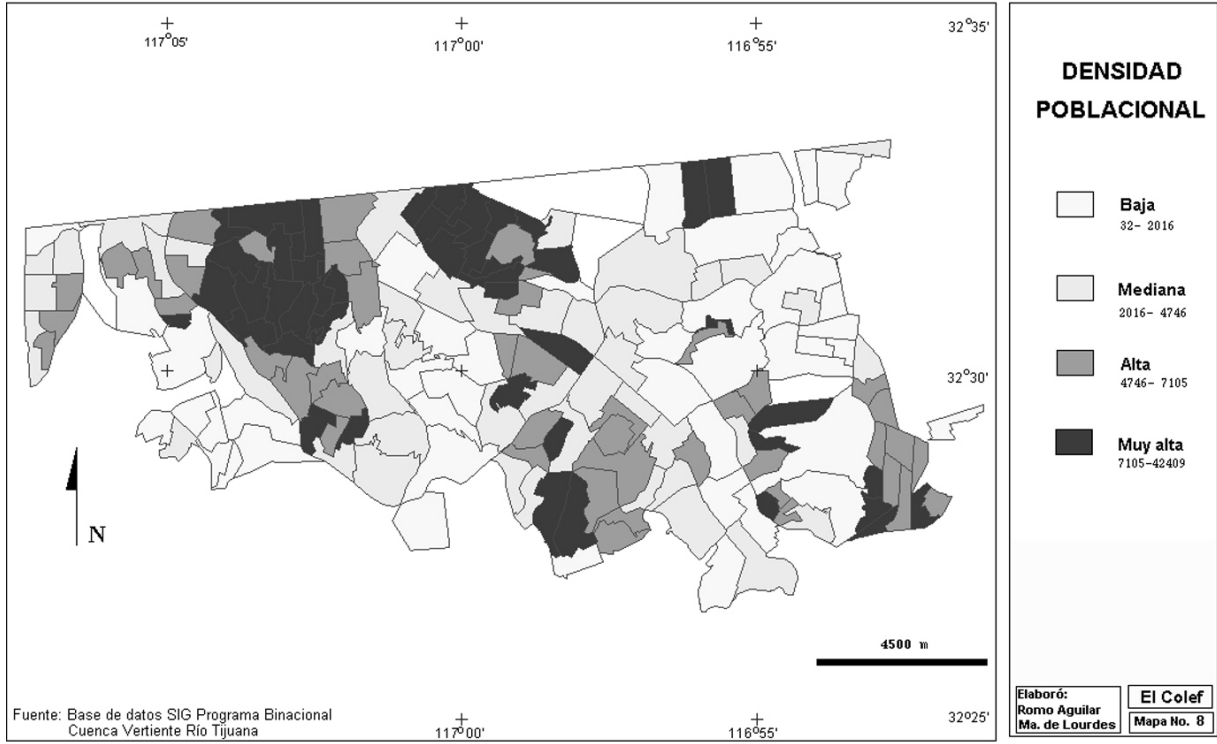 117°05'
117°00'
116°55'
32°35'
32°30'
N
4500 m
Fuente: Base de datos SIG Programa Binacional
Cuenca Vertiente Río Tijuana
117°00'
116°55'
32°25'
DENSIDAD
POBLACIONAL
Baja
32- 2016
Mediana
2016- 4746
Alta
4746- 7105
Muy alta
7105-42409
Elaboró:
Romo Aguilar
Ma. de Lourdes
El Colef
Mapa No. 8